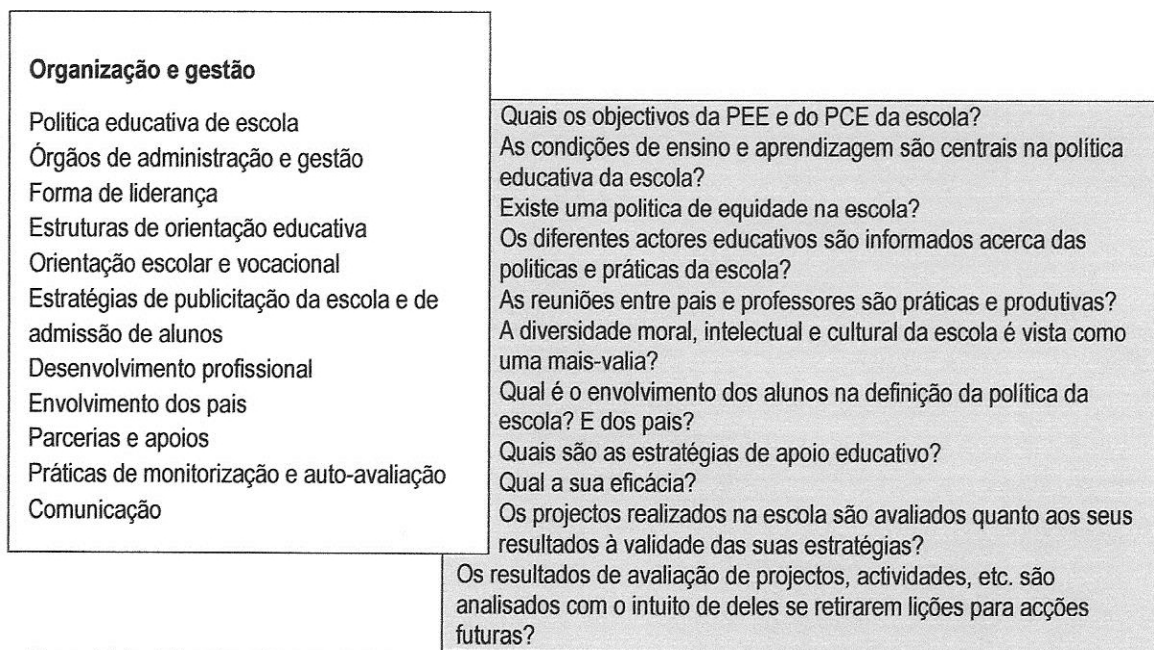 Organização e gestão
Politica educativa de escola
Órgãos de administração e gestão
Forma de liderança
Estruturas de orientação educativa
Orientação escolar e vocacional
Estratégias de publicitação da escola e de
admissão de alunos
Desenvolvimento profissional
Envolvimento dos pais
Parcerias e apoios
Práticas de monitorização e auto-avaliação
Comunicação
Quais os objectivos da PEE e do PCE da escola?
As condições de ensino e aprendizagem são centrais na política
educativa da escola?
Existe uma politica de equidade na escola?
Os diferentes actores educativos são informados acerca das
politicas e práticas da escola?
As reuniões entre pais e professores são práticas e produtivas?
A diversidade moral, intelectual e cultural da escola é vista como
uma mais-valia?
Qual é o envolvimento dos alunos na definição da política da
escola? E dos pais?
Quais são as estratégias de apoio educativo?
Qual a sua eficácia?
Os projectos realizados na escola são avaliados quanto aos seus
resultados à validade das suas estratégias?
Os resultados de avaliação de projectos, actividades, etc. são
analisados com o intuito de deles se retirarem lições para acções
futuras?